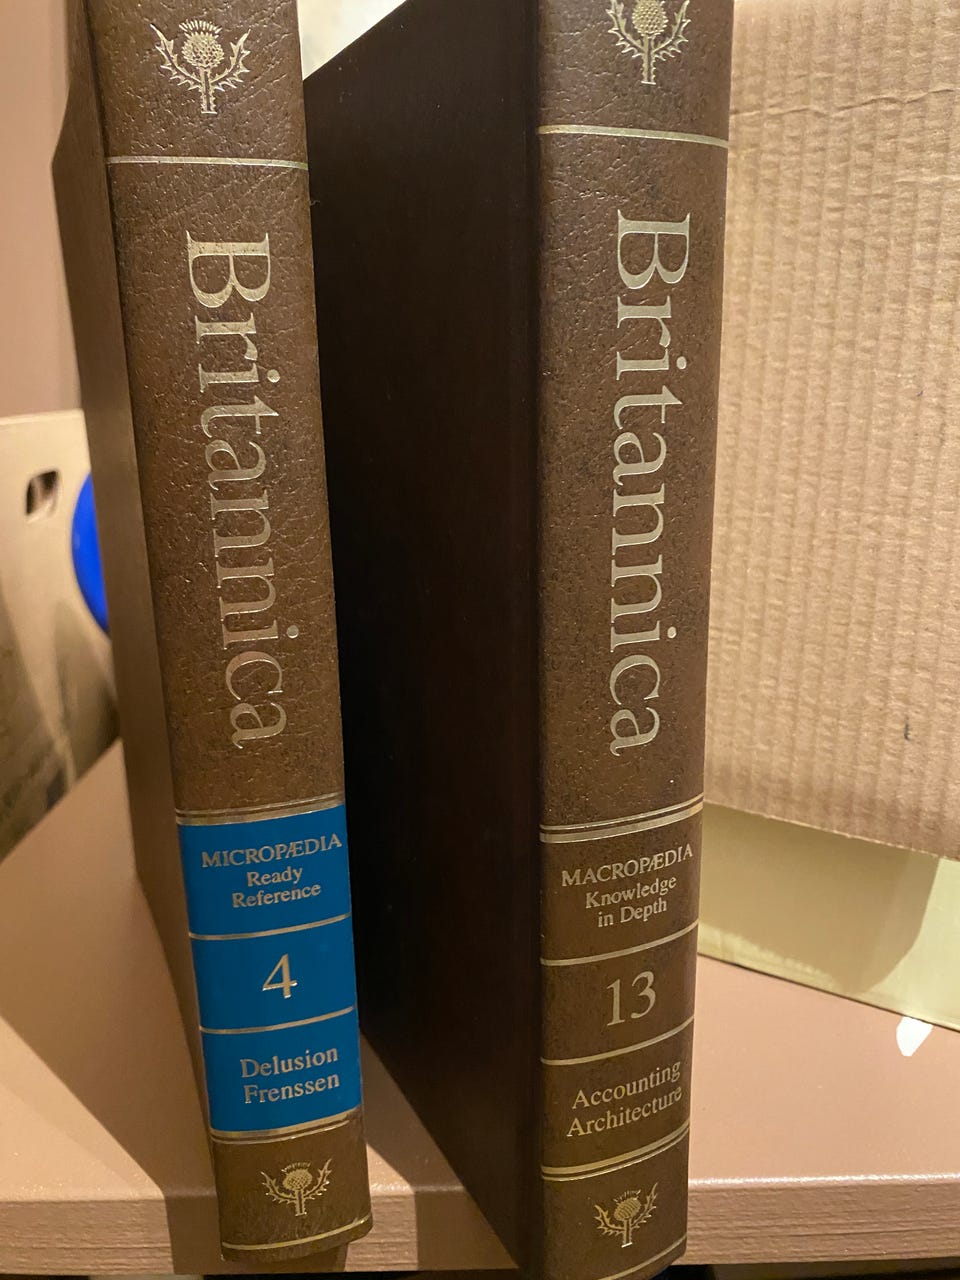 Britannica
MICROPÆDIA
Ready
Reference
4
Delusion
Frenssen
Britannica
MACROPÆDIA
Knowledge
in Depth
13
Accounting
Architecture